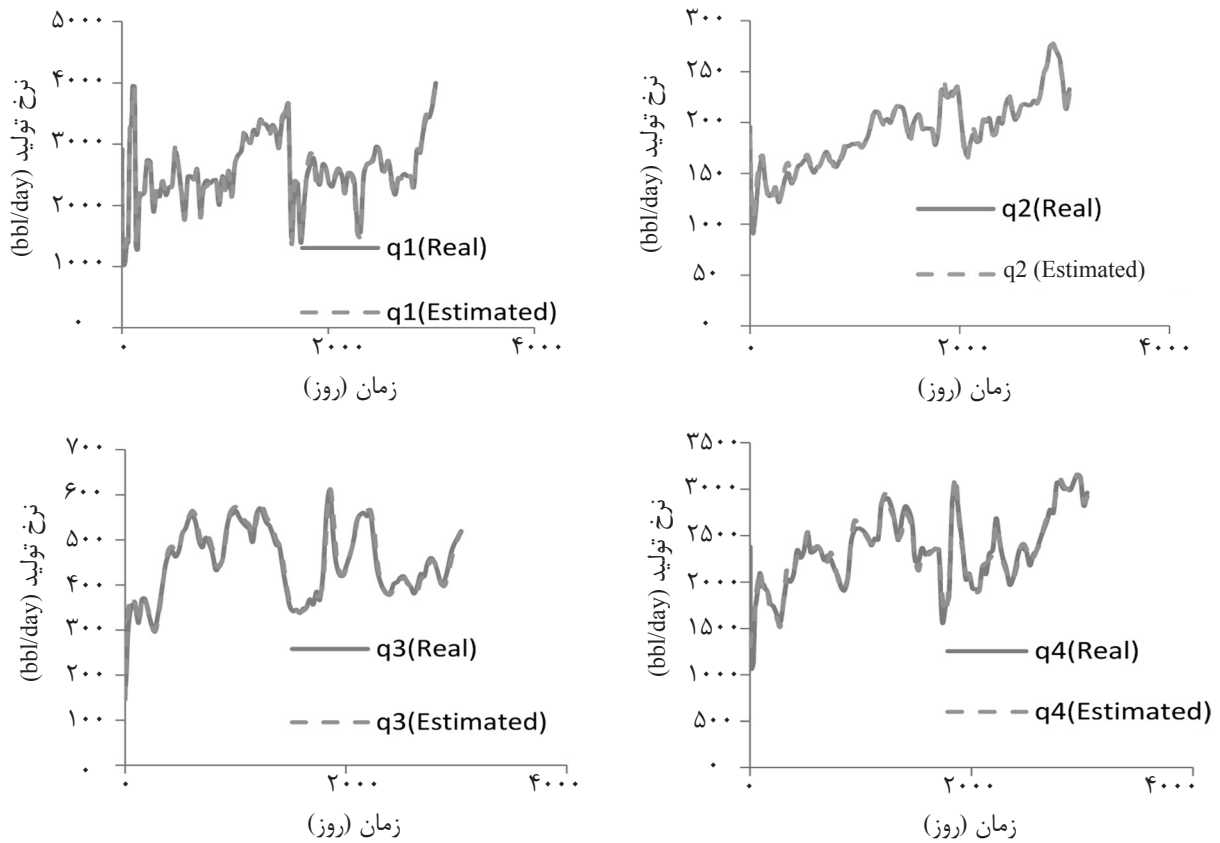 نرخ تولید (bbl/day)
۵۰۰۰
۴۰۰۰
۳۰۰۰
۲۰۰۰
۱۰۰۰
۰
q1(Real)
q1(Estimated)
۰
۲۰۰۰
۴۰۰۰
زمان (روز)
نرخ تولید (bbl/day)
۳۰۰
۲۵۰
۲۰۰
۱۵۰
۱۰۰
۵۰
۰
q2(Real)
q2 (Estimated)
۰
۲۰۰۰
۴۰۰۰
زمان (روز)
نرخ تولید (bbl/day)
۷۰۰
۶۰۰
۵۰۰
۴۰۰
۳۰۰
۲۰۰
۱۰۰
۰
q3(Real)
q3(Estimated)
۰
۲۰۰۰
۴۰۰۰
زمان (روز)
نرخ تولید (bbl/day)
۳۵۰۰
۳۰۰۰
۲۵۰۰
۲۰۰۰
۱۵۰۰
۱۰۰۰
۵۰۰
۰
q4(Real)
q4(Estimated)
۰
۲۰۰۰
۴۰۰۰
زمان (روز)